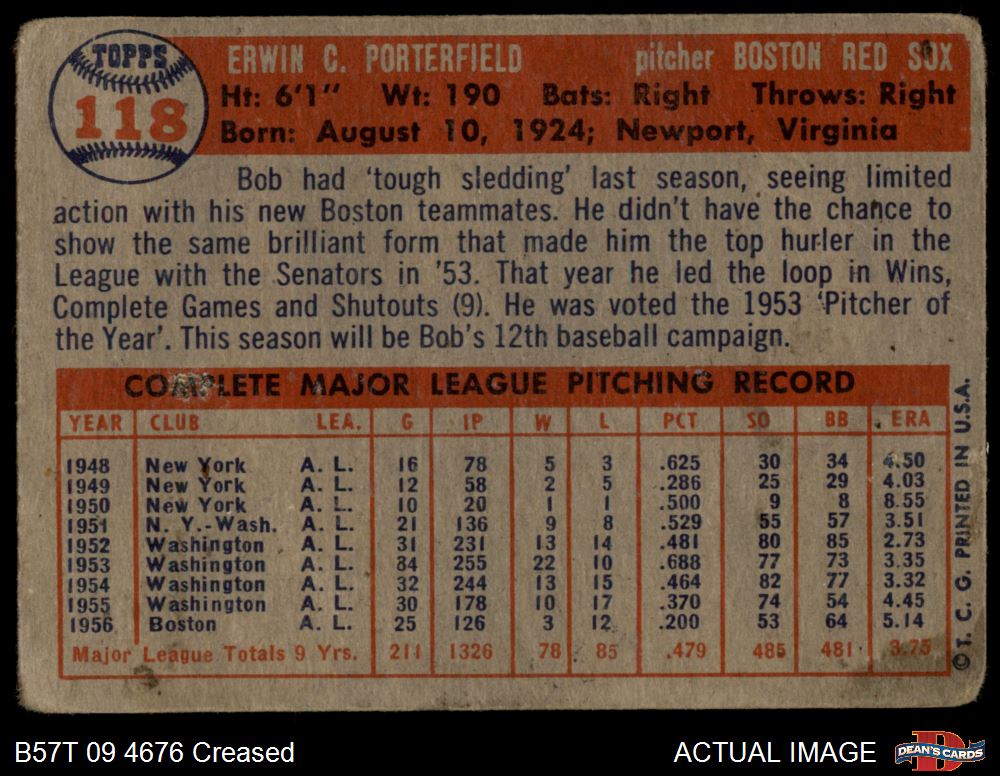 TOPPS
118
ERWIN C. PORTERFIELD pitcher BOSTON RED SOX
Ht: 6'1" Wt: 190 Bats: Right Throws: Right
Born: August 10, 1924; Newport, Virginia
Bob had 'tough sledding' last season, seeing limited
action with his new Boston teammates. He didn't have the chance to
show the same brilliant form that made him the top hurler in the
League with the Senators in '53. That year he led the loop in Wins,
Complete Games and Shutouts (9). He was voted the 1953 'Pitcher of
the Year'. This season will be Bob's 12th baseball campaign.
COMPLETE MAJOR LEAGUE PITCHING RECORD
YEAR CLUB LEA. G IP W L PCT SO BB ERA
1948 New York A. L. 16 78 5 3 .625 30 34 4.50
1949 New York A. L. 12 58 2 5 .286 25 29 4.03
1950 New York A. L. 10 20 1 1 .500 9 8 8.55
1951 N. Y.-Wash. A. L. 21 136 9 8 .529 55 57 3.51
1952 Washington A. L. 31 231 13 14 .481 80 85 2.73
1953 Washington A. L. 34 255 22 10 .688 77 73 3.35
1954 Washington A. L. 32 244 13 15 .464 82 77 3.32
1955 Washington A. L. 30 178 10 17 .370 74 54 4.45
1956 Boston A. L. 25 126 3 12 .200 53 64 5.14
Major League Totals 9 Yrs. 211 1326 78 85 .479 485 481 3.75
© T. C. G. PRINTED IN U.S.A.
B57T 09 4676 Creased
ACTUAL IMAGE
D
DEAN'S CARDS